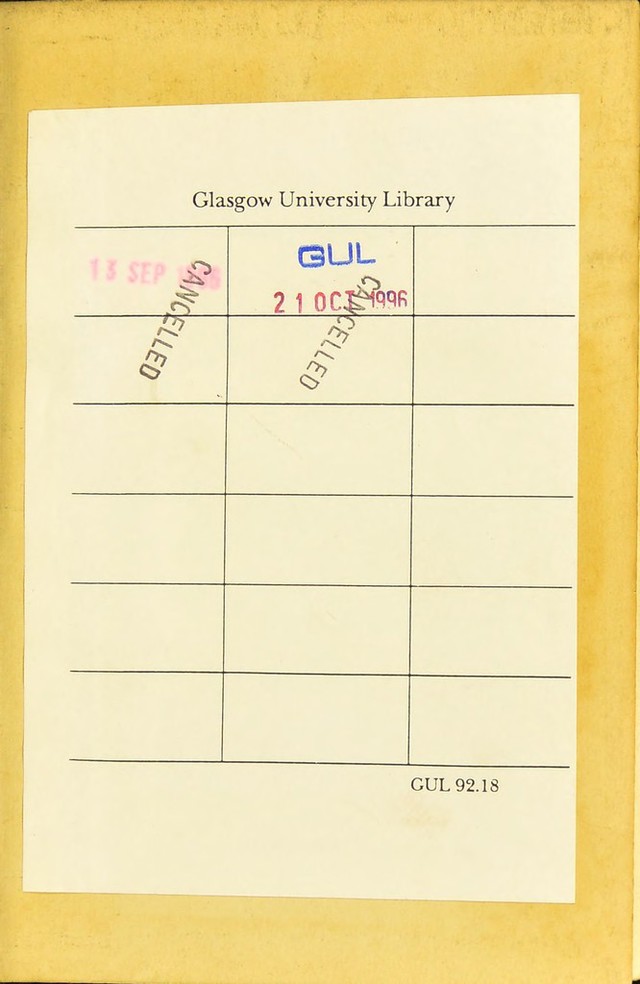 Glasgow University Library
13 SEP
CANCELLED
GUL
21 OCT 1996
CANCELLED
GUL 92.18